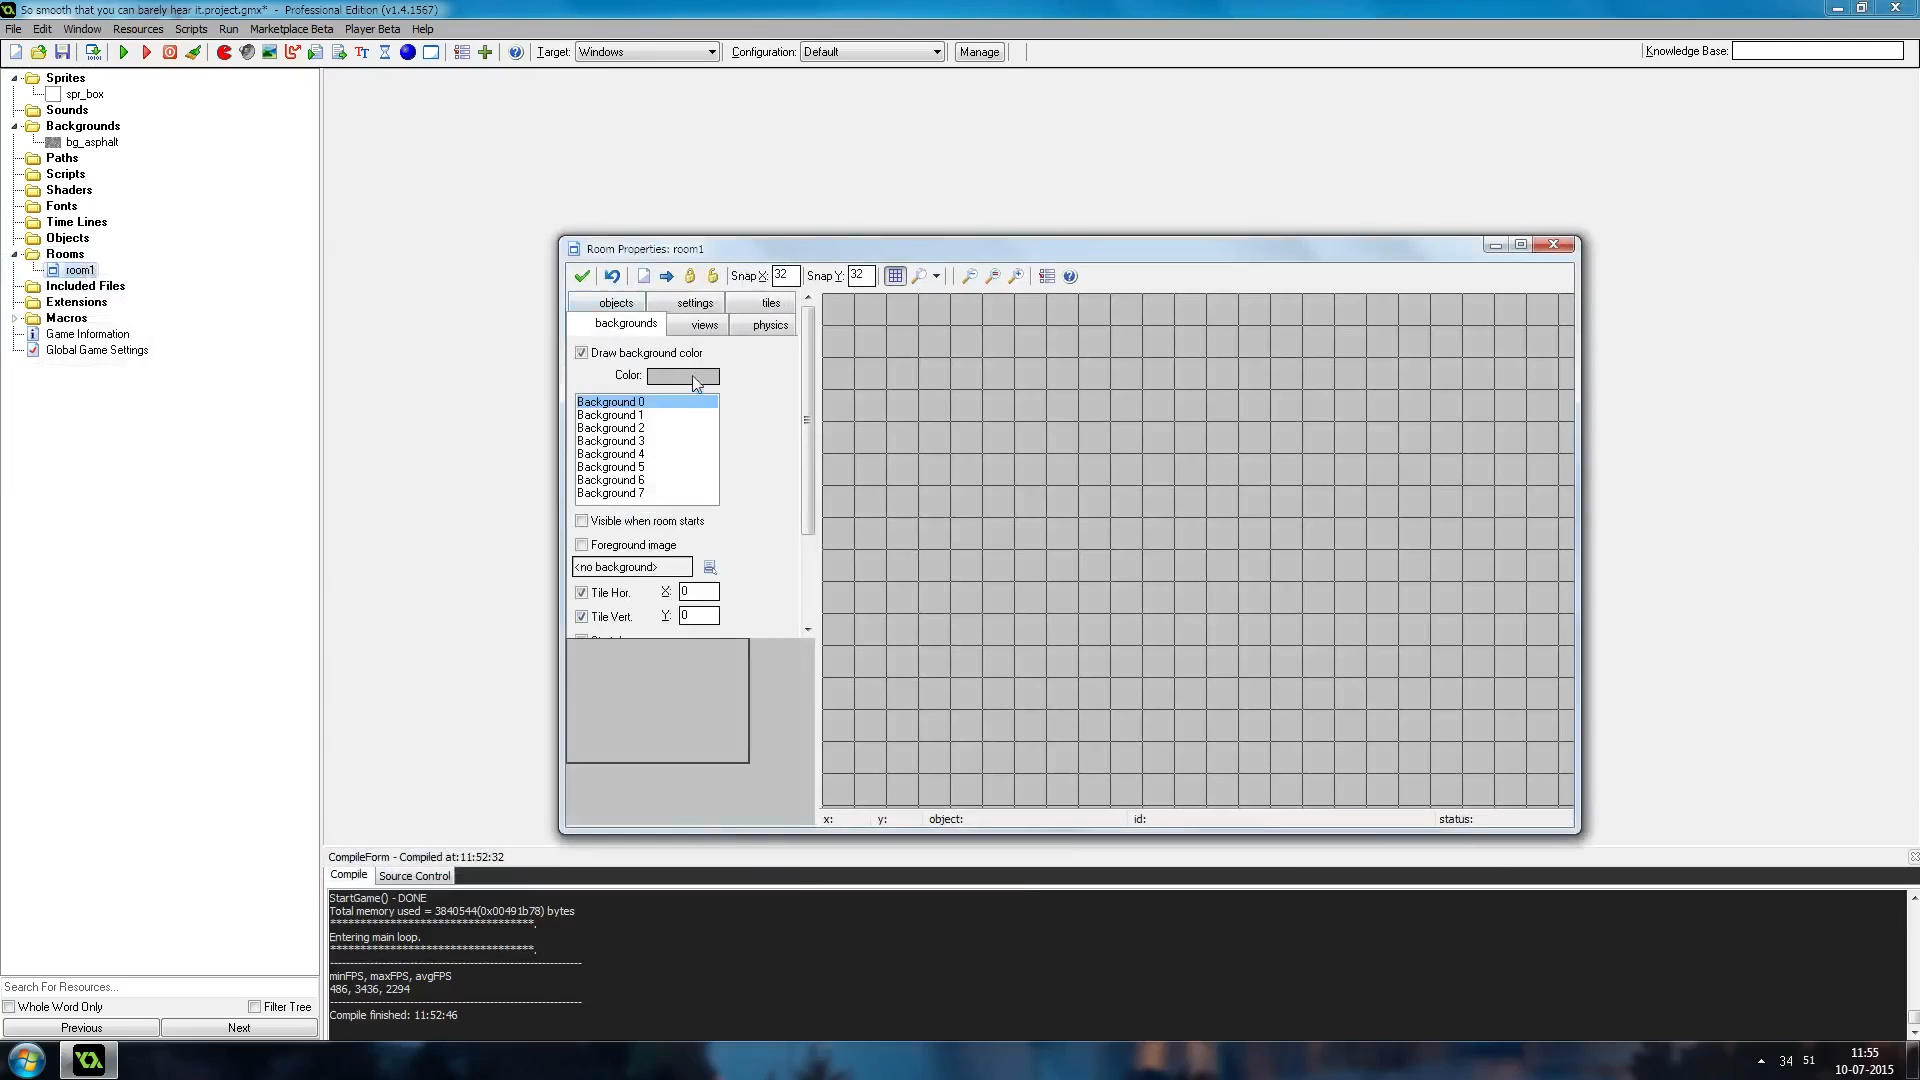 So smooth that you can barely hear it.project.gmx* - Professional Edition (v1.4.1567)
File Edit Window Resources Scripts Run Marketplace Beta Player Beta Help
Target: Windows Configuration: Default Manage Knowledge Base:
Sprites
spr_box
Sounds
Backgrounds
bg_asphalt
Paths
Scripts
Shaders
Fonts
Time Lines
Objects
Rooms
room1
Included Files
Extensions
Macros
Game Information
Global Game Settings
Search For Resources...
Whole Word Only Filter Tree
Previous Next
Room Properties: room1
Snap X: 32 Snap Y: 32
objects settings tiles
backgrounds views physics
Draw background color
Color:
Background 0
Background 1
Background 2
Background 3
Background 4
Background 5
Background 6
Background 7
Visible when room starts
Foreground image
<no background>
Tile Hor. X: 0
Tile Vert. Y: 0
x: y: object: id: status:
CompileForm - Compiled at:11:52:32
Compile Source Control
StartGame() - DONE
Total memory used = 3840544(0x00491b78) bytes
**********************************.
Entering main loop.
**********************************.
minFPS, maxFPS, avgFPS
486, 3436, 2294
Compile finished: 11:52:46
34 51
11:55
10-07-2015